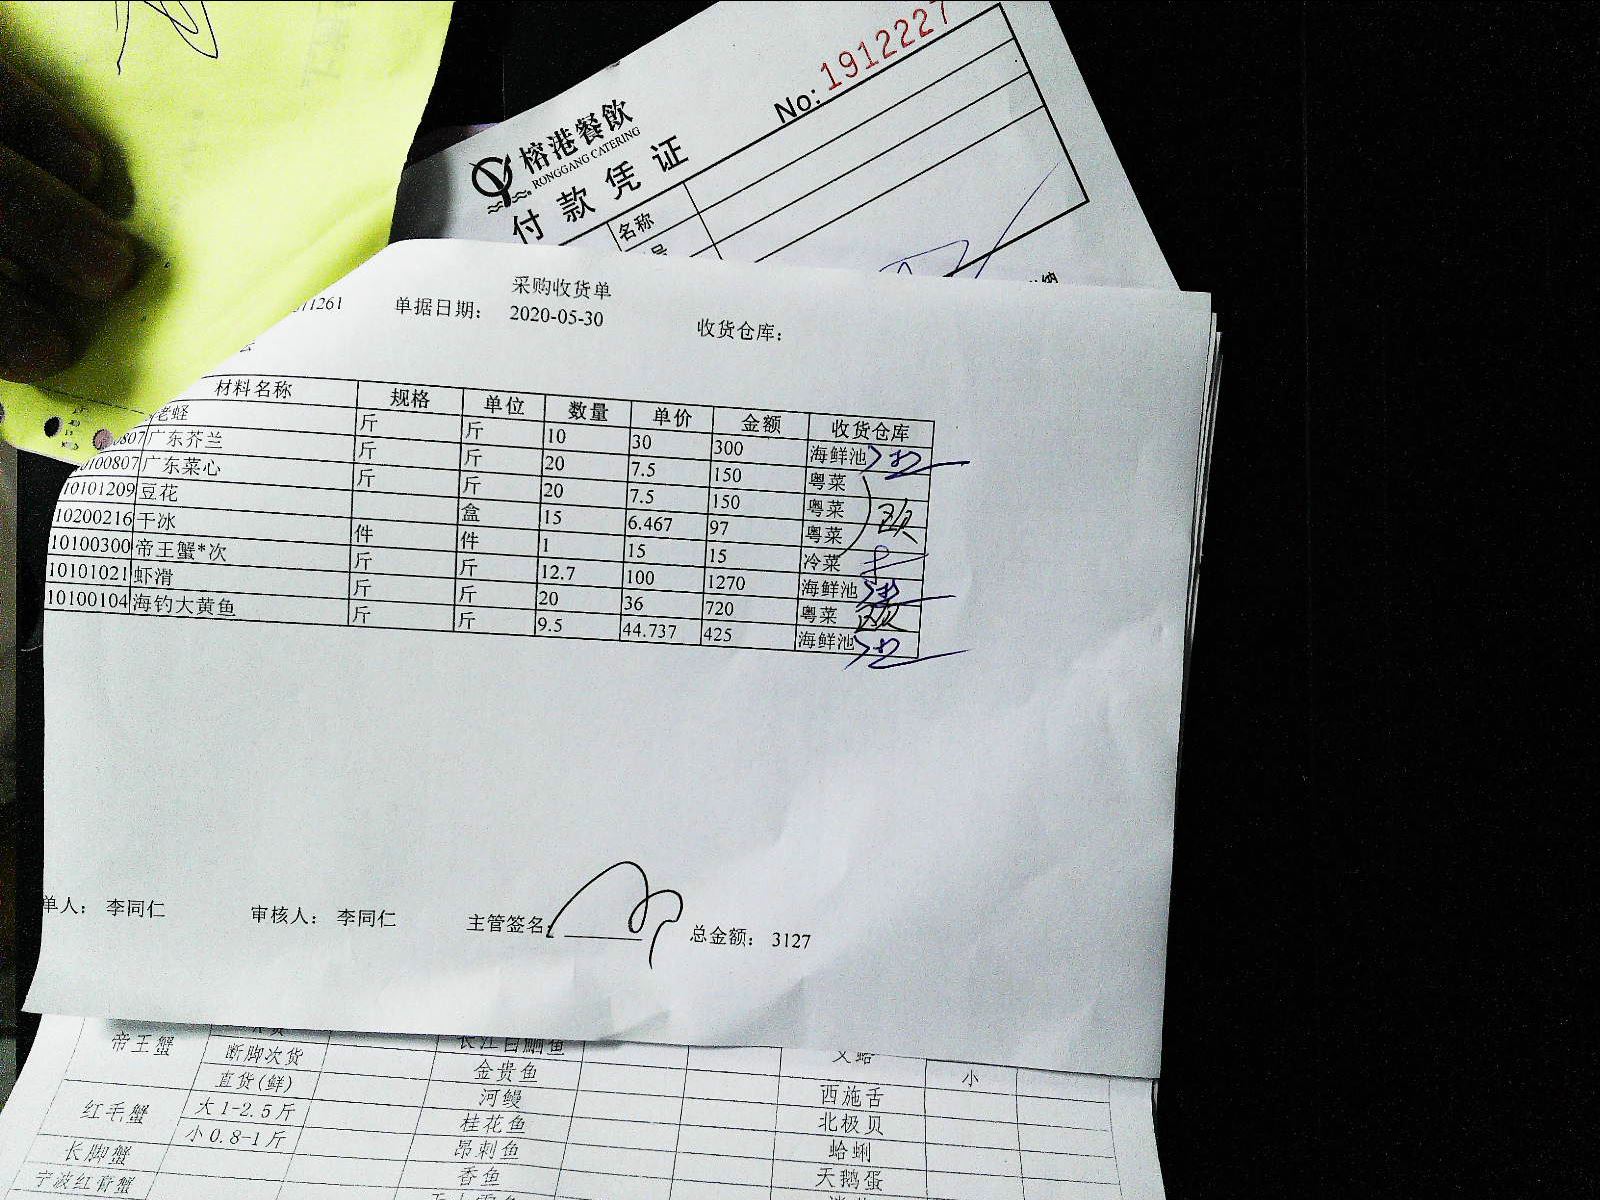 No: 1912227
榕港餐飲
RONGGANG CATERING
付款凭证
名称
采购收货单
11261 单据日期： 2020-05-30 收货仓库：
材料名称 规格 单位 数量 单价 金额 收货仓库
老蛏 斤 斤 10 30 300 海鲜池
0807 广东芥兰 斤 斤 20 7.5 150 粤菜
0100807 广东菜心 斤 斤 20 7.5 150 粤菜
10101209 豆花 盒 15 6.467 97 粤菜
10200216 干冰 件 件 1 15 15 冷菜
10100300 帝王蟹*次 斤 斤 12.7 100 1270 海鲜池
10101021 虾滑 斤 斤 20 36 720 粤菜
10100104 海钓大黄鱼 斤 斤 9.5 44.737 425 海鲜池
单人： 李同仁 审核人： 李同仁 主管签名： 总金额： 3127
帝王蟹 断脚次货 金贵鱼 小
直货(鲜) 河鳗 西施舌
红毛蟹 大1-2.5斤 桂花鱼 北极贝
小0.8-1斤 昂刺鱼 蛤蜊
长脚蟹 香鱼 天鹅蛋
宁波红膏蟹